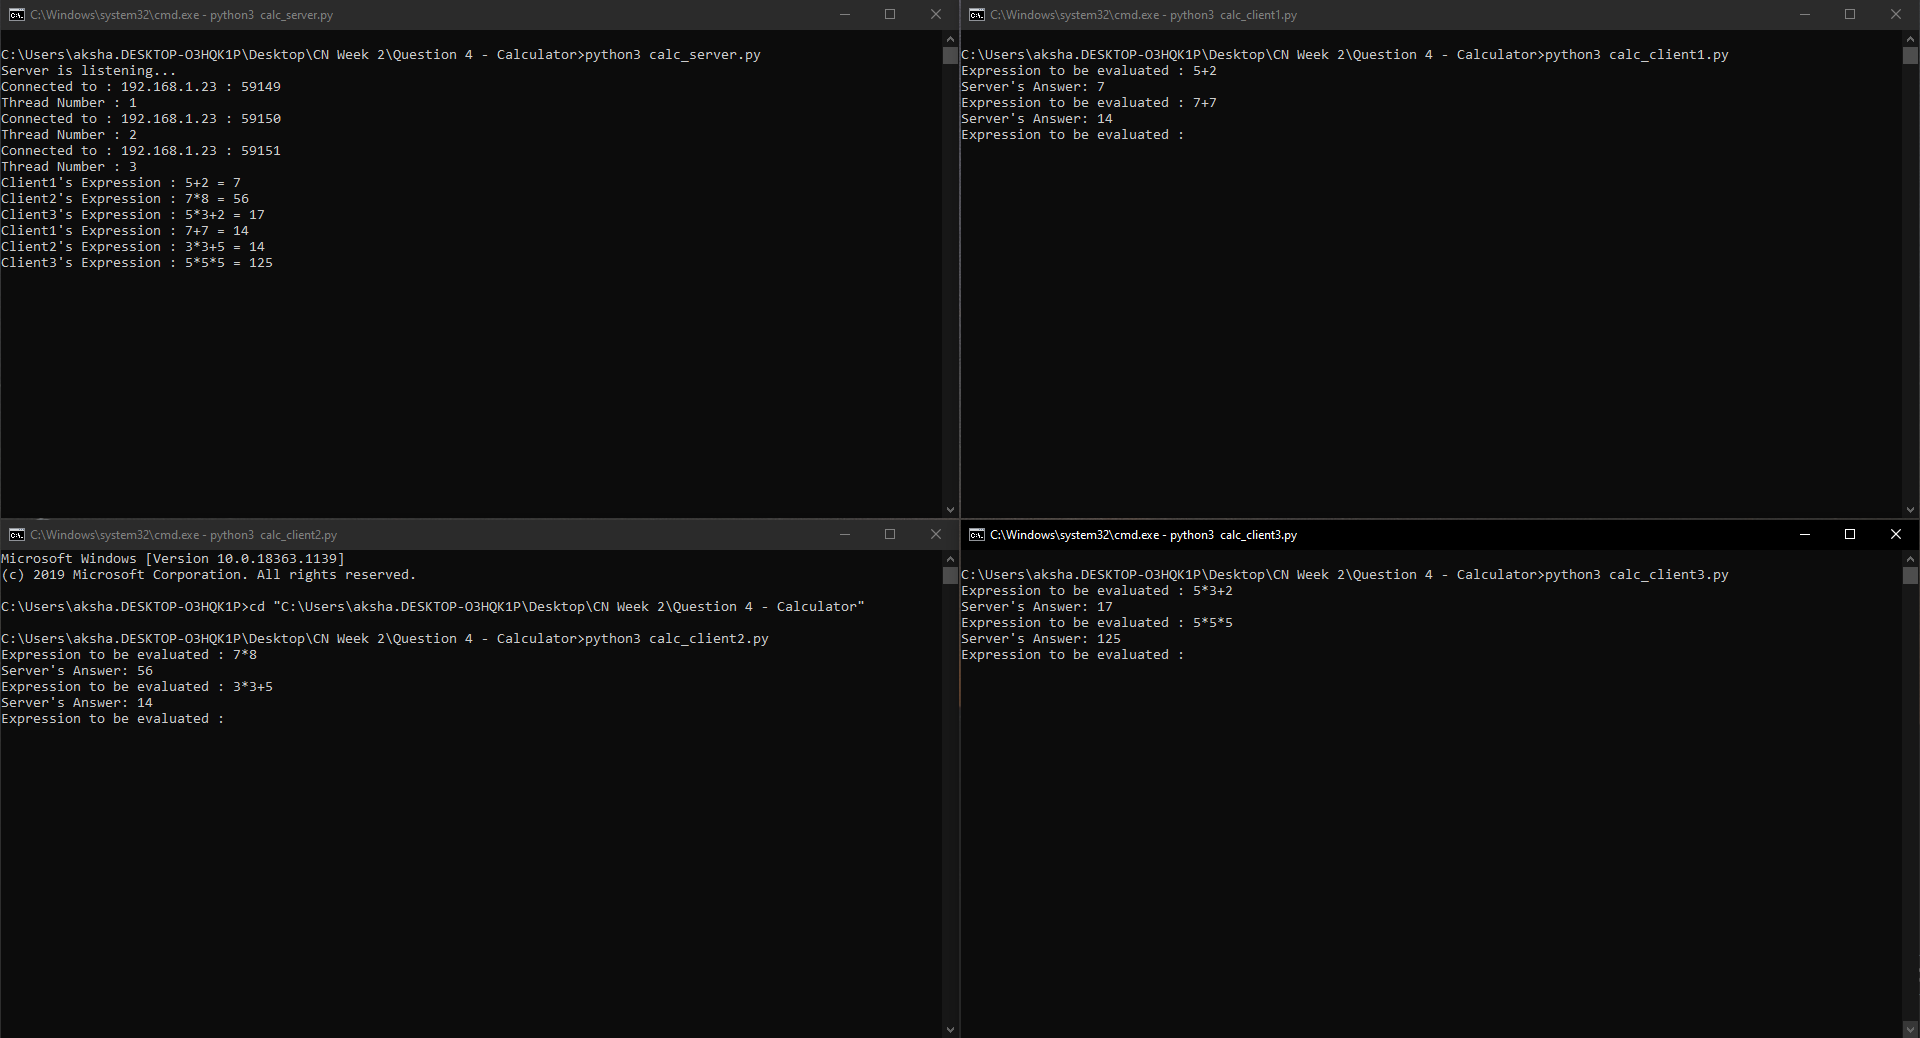 C:\Windows\system32\cmd.exe - python3  calc_server.py
C:\Users\aksha.DESKTOP-O3HQK1P\Desktop\CN Week 2\Question 4 - Calculator>python3 calc_server.py
Server is listening...
Connected to : 192.168.1.23 : 59149
Thread Number : 1
Connected to : 192.168.1.23 : 59150
Thread Number : 2
Connected to : 192.168.1.23 : 59151
Thread Number : 3
Client1's Expression : 5+2 = 7
Client2's Expression : 7*8 = 56
Client3's Expression : 5*3+2 = 17
Client1's Expression : 7+7 = 14
Client2's Expression : 3*3+5 = 14
Client3's Expression : 5*5*5 = 125
C:\Windows\system32\cmd.exe - python3  calc_client1.py
C:\Users\aksha.DESKTOP-O3HQK1P\Desktop\CN Week 2\Question 4 - Calculator>python3 calc_client1.py
Expression to be evaluated : 5+2
Server's Answer: 7
Expression to be evaluated : 7+7
Server's Answer: 14
Expression to be evaluated :
C:\Windows\system32\cmd.exe - python3  calc_client2.py
Microsoft Windows [Version 10.0.18363.1139]
(c) 2019 Microsoft Corporation. All rights reserved.
C:\Users\aksha.DESKTOP-O3HQK1P>cd "C:\Users\aksha.DESKTOP-O3HQK1P\Desktop\CN Week 2\Question 4 - Calculator"
C:\Users\aksha.DESKTOP-O3HQK1P\Desktop\CN Week 2\Question 4 - Calculator>python3 calc_client2.py
Expression to be evaluated : 7*8
Server's Answer: 56
Expression to be evaluated : 3*3+5
Server's Answer: 14
Expression to be evaluated :
C:\Windows\system32\cmd.exe - python3  calc_client3.py
C:\Users\aksha.DESKTOP-O3HQK1P\Desktop\CN Week 2\Question 4 - Calculator>python3 calc_client3.py
Expression to be evaluated : 5*3+2
Server's Answer: 17
Expression to be evaluated : 5*5*5
Server's Answer: 125
Expression to be evaluated :